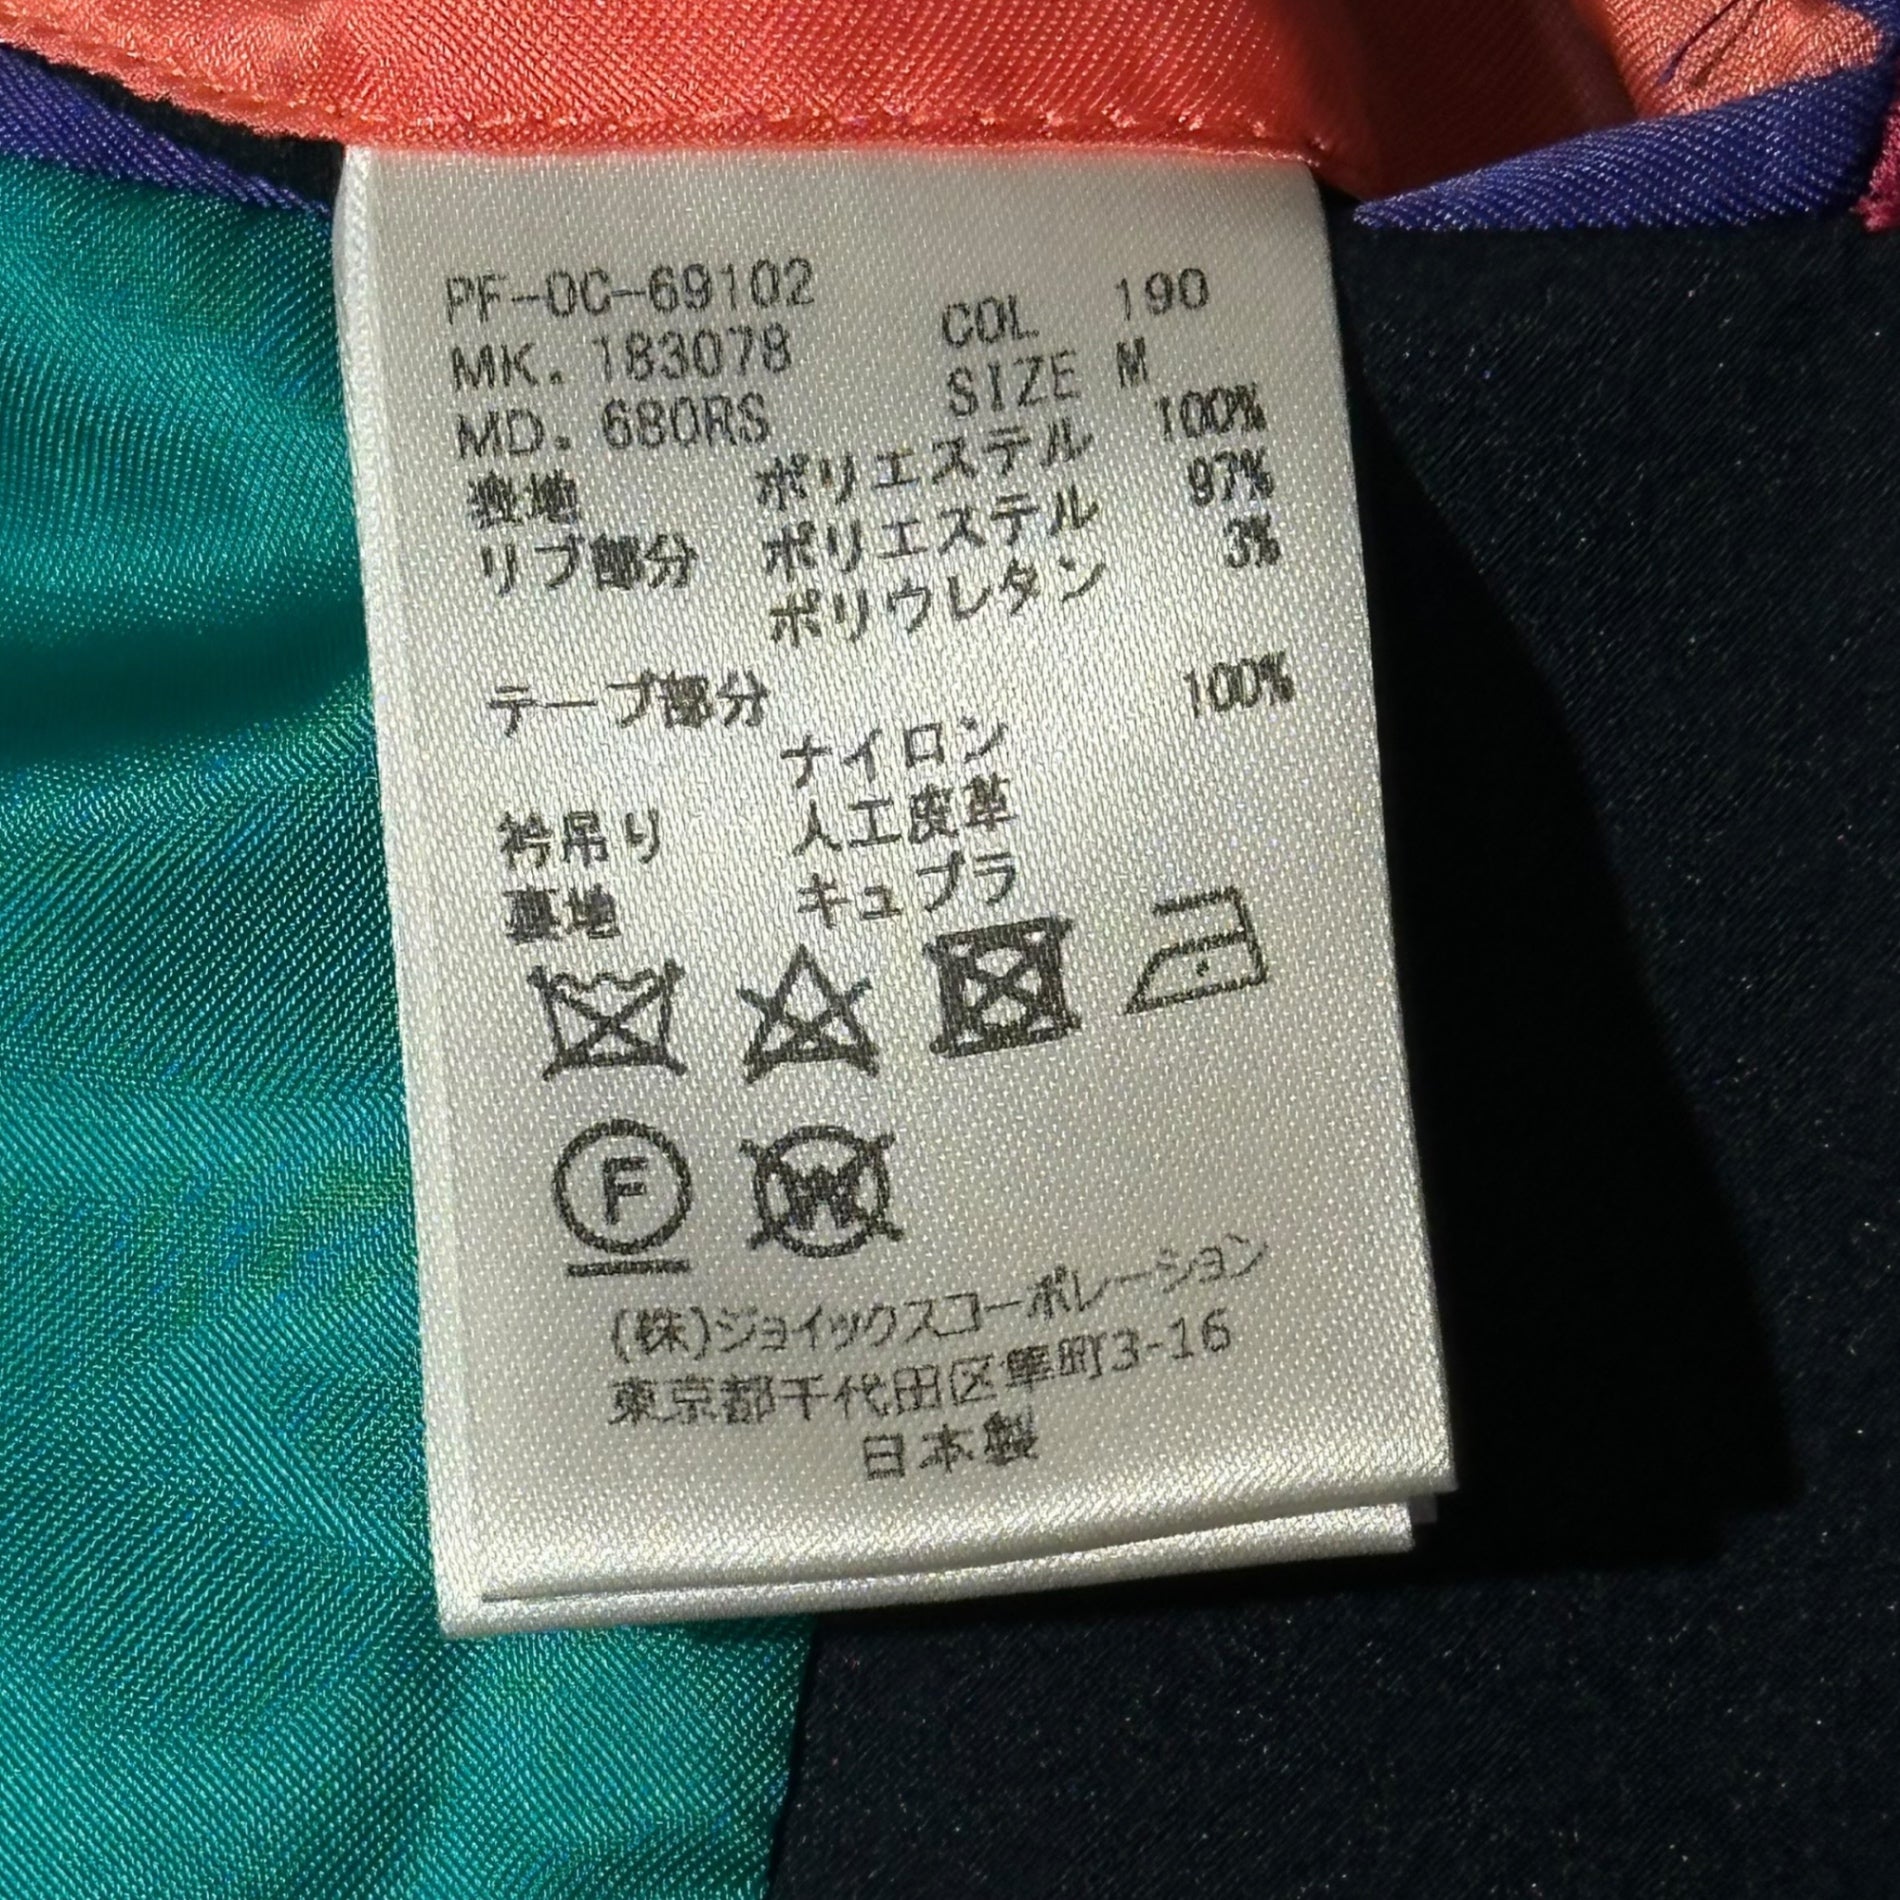 PF-OC-69102 COL 190
MK. 183078 SIZE M
MD. 680RS
表地 ポリエステル 100%
リブ部分 ポリエステル 97%
ポリウレタン 3%
テープ部分 100%
ナイロン
衿吊り 人工皮革
裏地 キュプラ
F
W
(株)ジョイックスコーポレーション
東京都千代田区隼町3-16
日本製